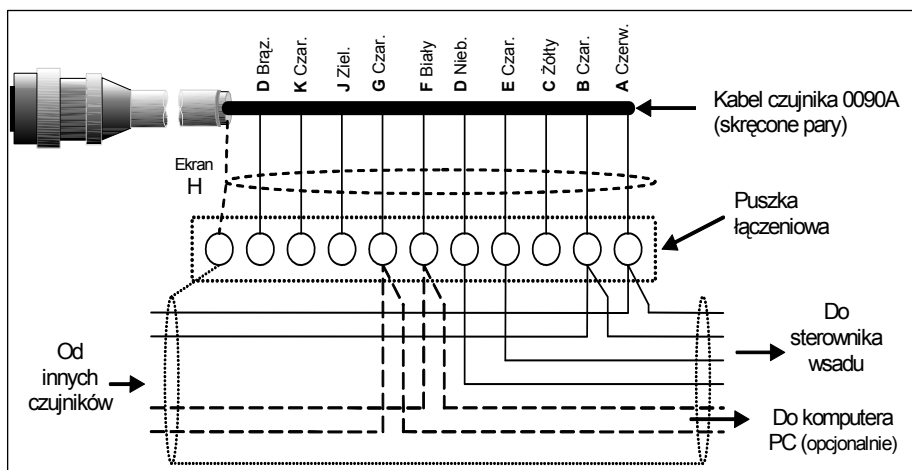 D Brąz.
K Czar.
J Ziel.
G Czar.
F Biały
D Nieb.
E Czar.
C Żółty
B Czar.
A Czerw.
Kabel czujnika 0090A
(skręcone pary)
Ekran
H
Puszka
łączeniowa
Od
innych
czujników
Do
sterownika
wsadu
Do komputera
PC (opcjonalnie)